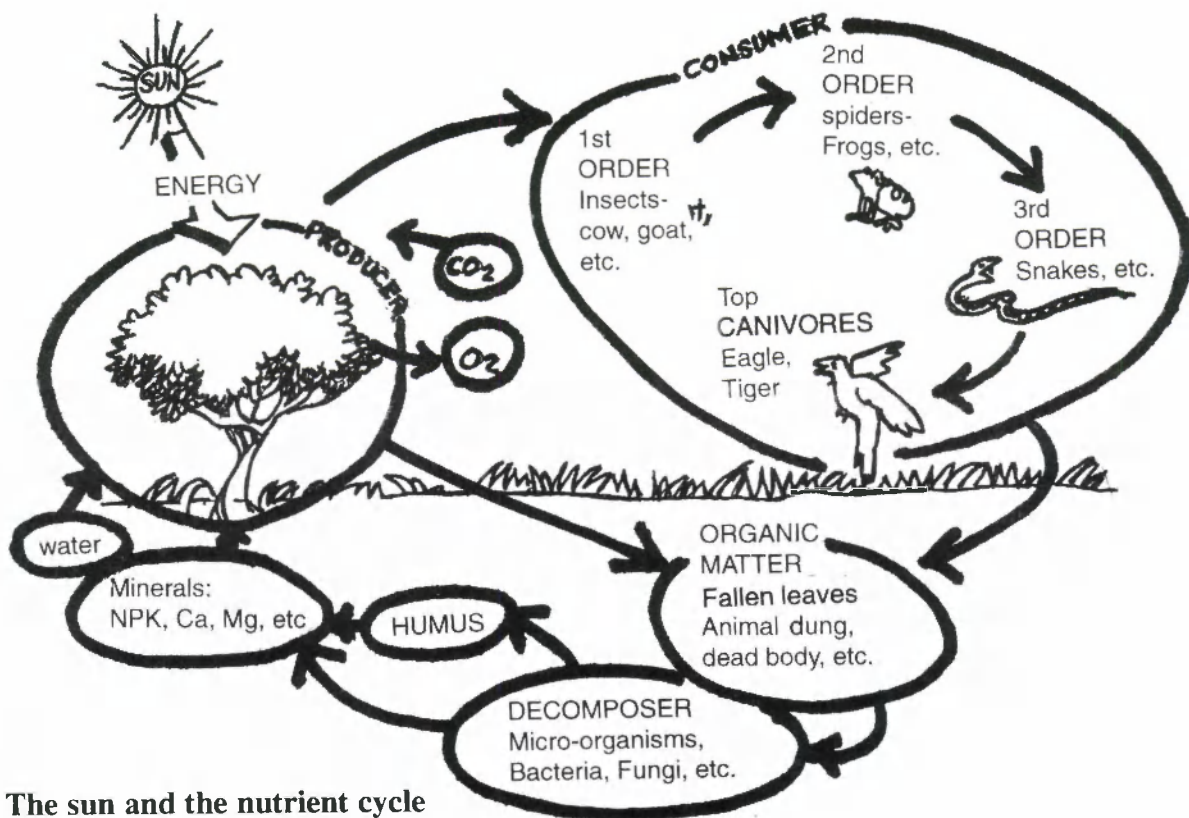 SUN
ENERGY
PRODUCER
CO2
O2
CONSUMER
1st
ORDER
Insects-
cow, goat,
etc.
2nd
ORDER
spiders-
Frogs, etc.
3rd
ORDER
Snakes, etc.
Top
CANIVORES
Eagle,
Tiger
water
Minerals:
NPK, Ca, Mg, etc
HUMUS
ORGANIC
MATTER
Fallen leaves
Animal dung,
dead body, etc.
DECOMPOSER
Micro-organisms,
Bacteria, Fungi, etc.
The sun and the nutrient cycle